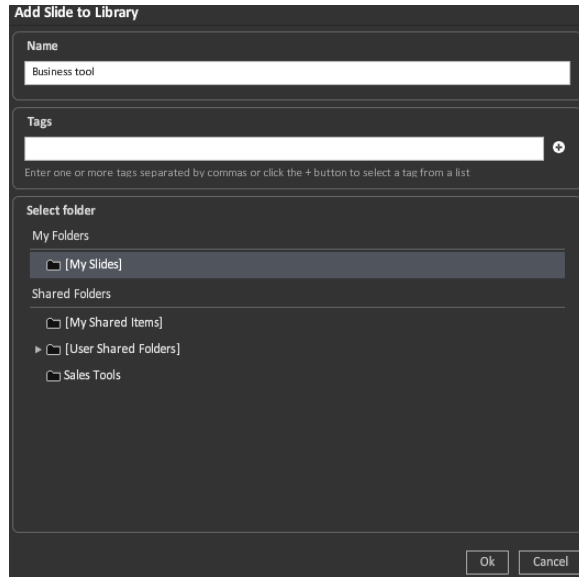 Add Slide to Library
Name
Business tool
Tags
Enter one or more tags separated by commas or click the + button to select a tag from a list
Select folder
My Folders
[My Slides]
Shared Folders
[My Shared Items]
[User Shared Folders]
Sales Tools
Ok Cancel